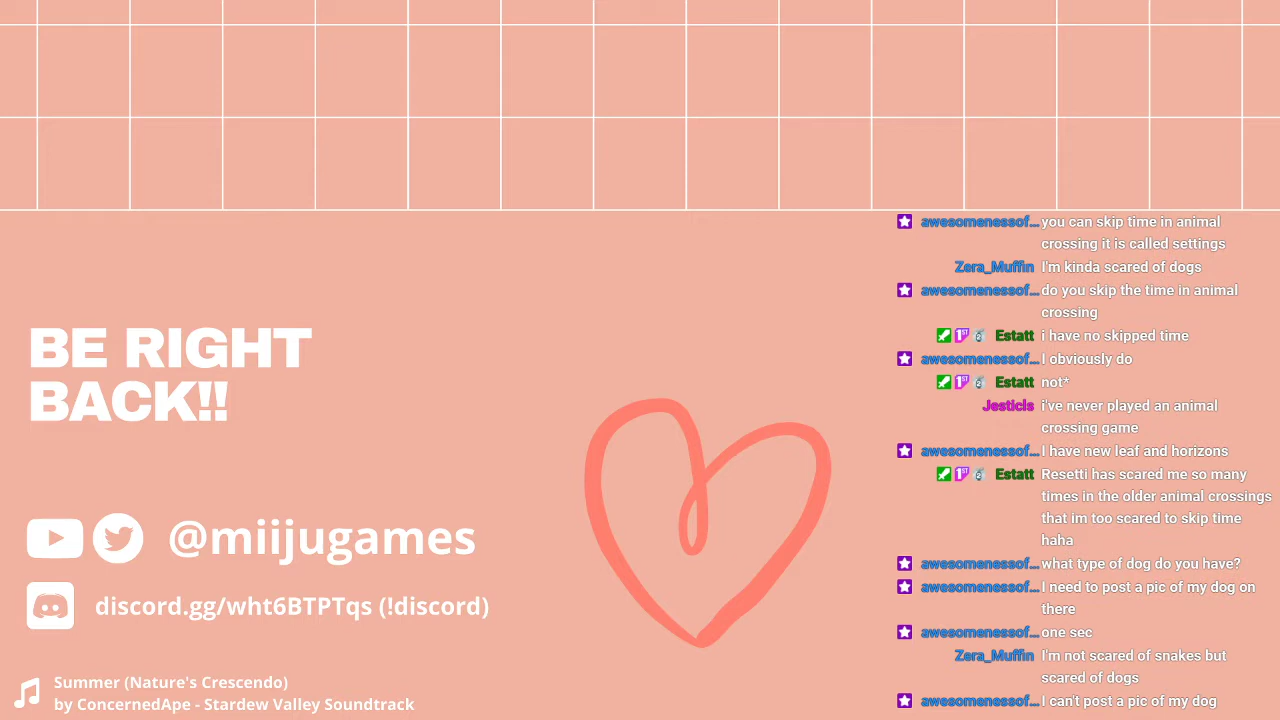 BE RIGHT
BACK!!
@miijugames
discord.gg/wht6BTPTqs (!discord)
Summer (Nature's Crescendo)
by ConcernedApe - Stardew Valley Soundtrack
awesomenessof... you can skip time in animal
crossing it is called settings
Zera_Muffin I'm kinda scared of dogs
awesomenessof... do you skip the time in animal
crossing
1ST Estatt i have no skipped time
awesomenessof... I obviously do
1ST Estatt not*
Jesticls i've never played an animal
crossing game
awesomenessof... I have new leaf and horizons
1ST Estatt Resetti has scared me so many
times in the older animal crossings
that im too scared to skip time
haha
awesomenessof... what type of dog do you have?
awesomenessof... I need to post a pic of my dog on
there
awesomenessof... one sec
Zera_Muffin I'm not scared of snakes but
scared of dogs
awesomenessof... I can't post a pic of my dog